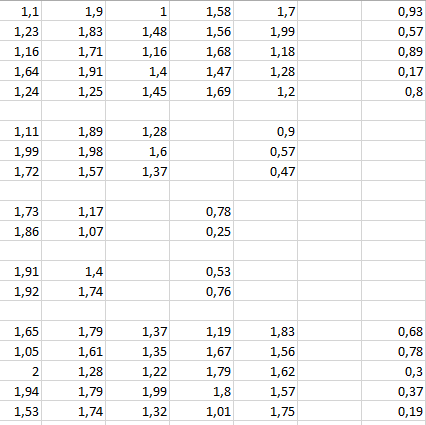 1,1 1,9 1 1,58 1,7 0,93
1,23 1,83 1,48 1,56 1,99 0,57
1,16 1,71 1,16 1,68 1,18 0,89
1,64 1,91 1,4 1,47 1,28 0,17
1,24 1,25 1,45 1,69 1,2 0,8
1,11 1,89 1,28 0,9
1,99 1,98 1,6 0,57
1,72 1,57 1,37 0,47
1,73 1,17 0,78
1,86 1,07 0,25
1,91 1,4 0,53
1,92 1,74 0,76
1,65 1,79 1,37 1,19 1,83 0,68
1,05 1,61 1,35 1,67 1,56 0,78
2 1,28 1,22 1,79 1,62 0,3
1,94 1,79 1,99 1,8 1,57 0,37
1,53 1,74 1,32 1,01 1,75 0,19